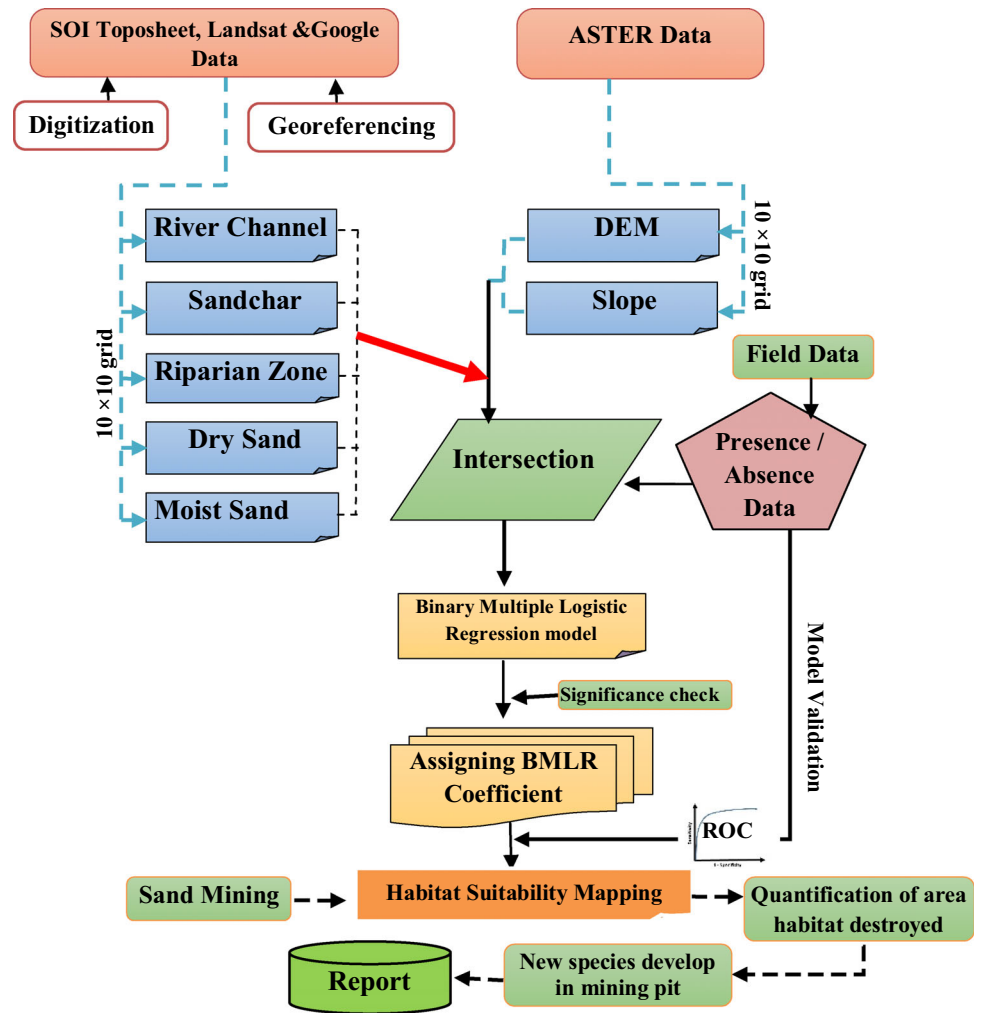 SOI Toposheet, Landsat &Google
Data
ASTER Data
Digitization
Georeferencing
River Channel
Sandchar
Riparian Zone
Dry Sand
Moist Sand
10 ×10 grid
DEM
Slope
10 ×10 grid
Field Data
Presence /
Absence
Data
Intersection
Binary Multiple Logistic
Regression model
Significance check
Model Validation
Assigning BMLR
Coefficient
ROC
Sensitivity
1 - Specificity
Sand Mining
Habitat Suitability Mapping
Quantification of area
habitat destroyed
New species develop
in mining pit
Report